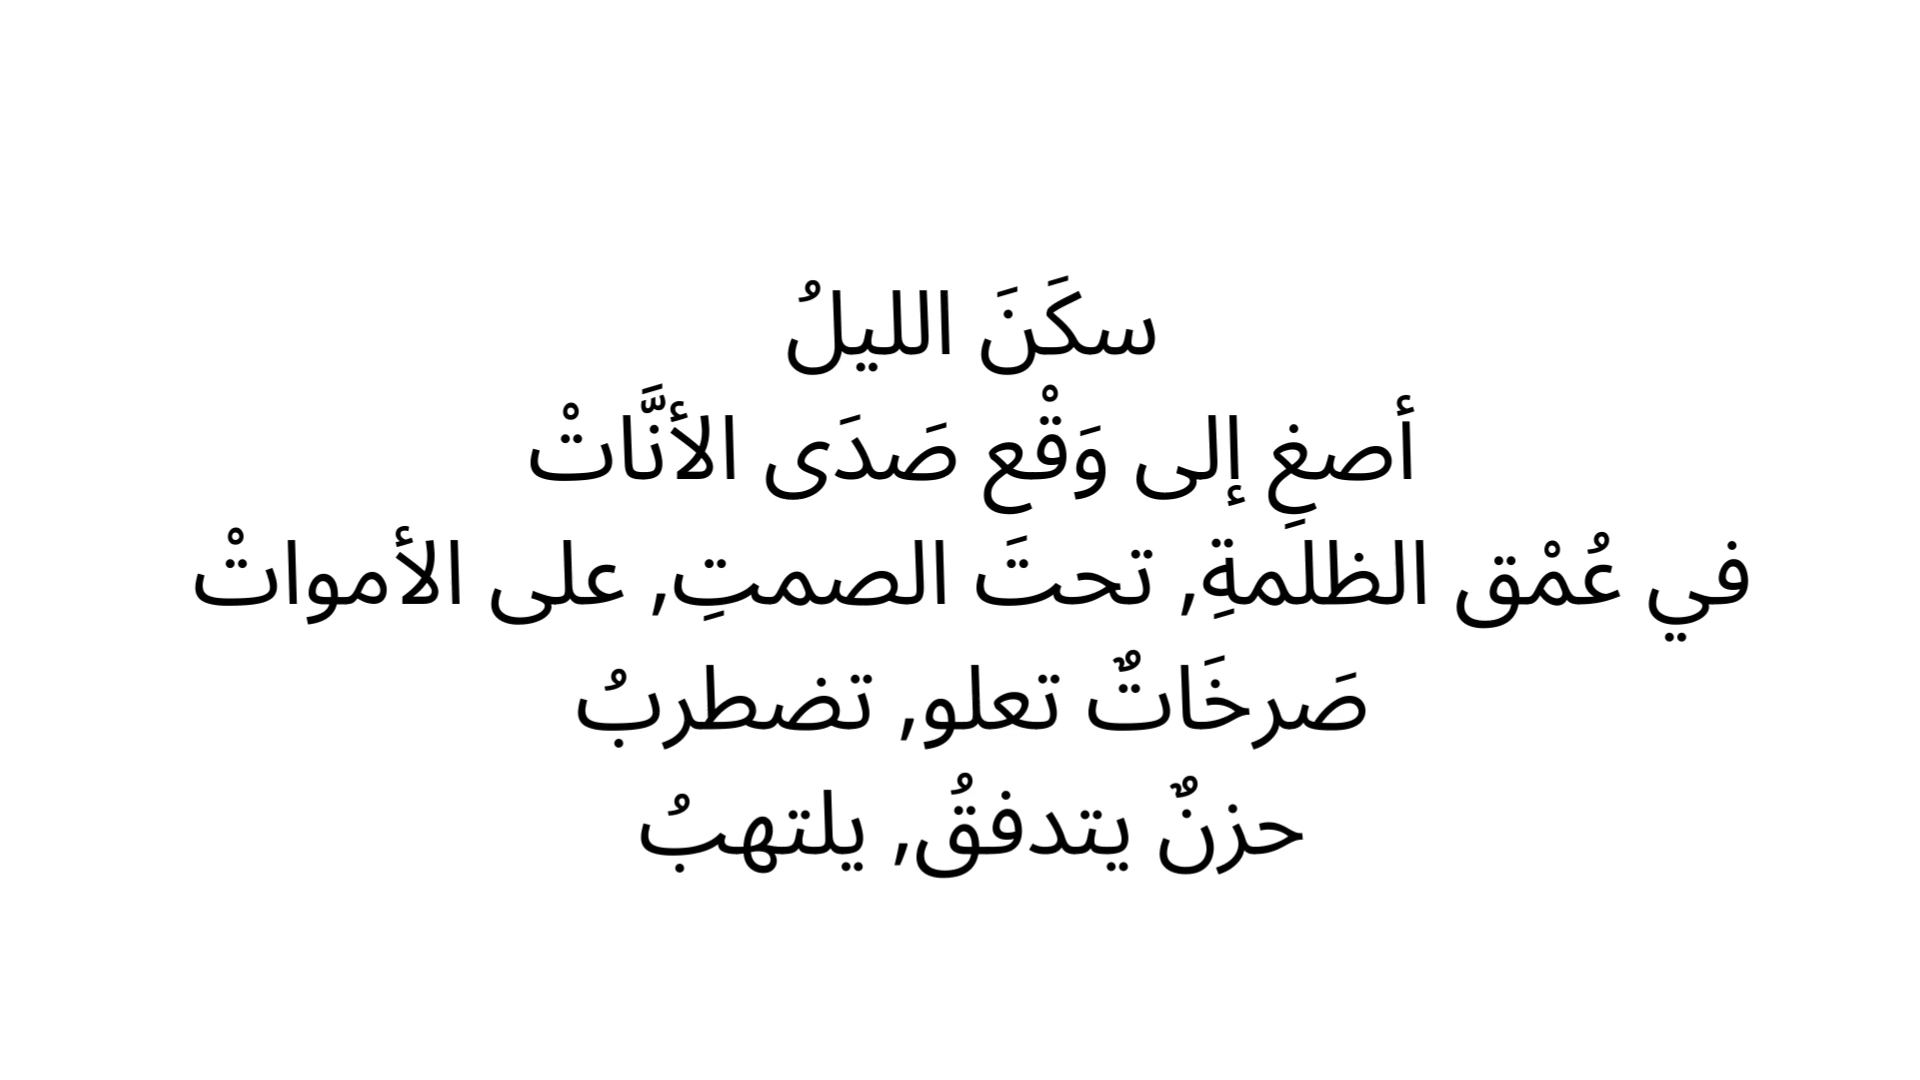 سكَنَ الليلُ
أصغِ إلى وَقْع صَدَى الأنَّاتْ
في عُمْق الظلمةِ, تحتَ الصمتِ, على الأمواتْ
صَرخَاتٌ تعلو, تضطربُ
حزنٌ يتدفقُ, يلتهبُ